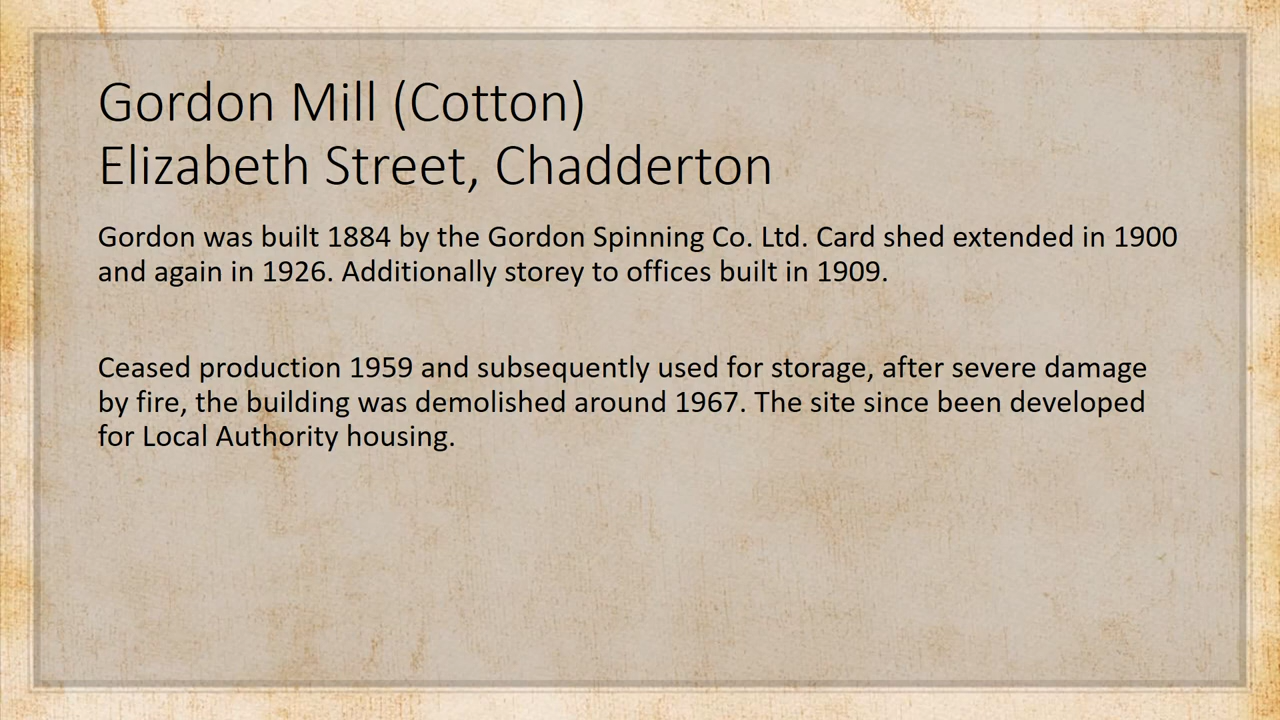 Gordon Mill (Cotton)
Elizabeth Street, Chadderton
Gordon was built 1884 by the Gordon Spinning Co. Ltd. Card shed extended in 1900
and again in 1926. Additionally storey to offices built in 1909.
Ceased production 1959 and subsequently used for storage, after severe damage
by fire, the building was demolished around 1967. The site since been developed
for Local Authority housing.